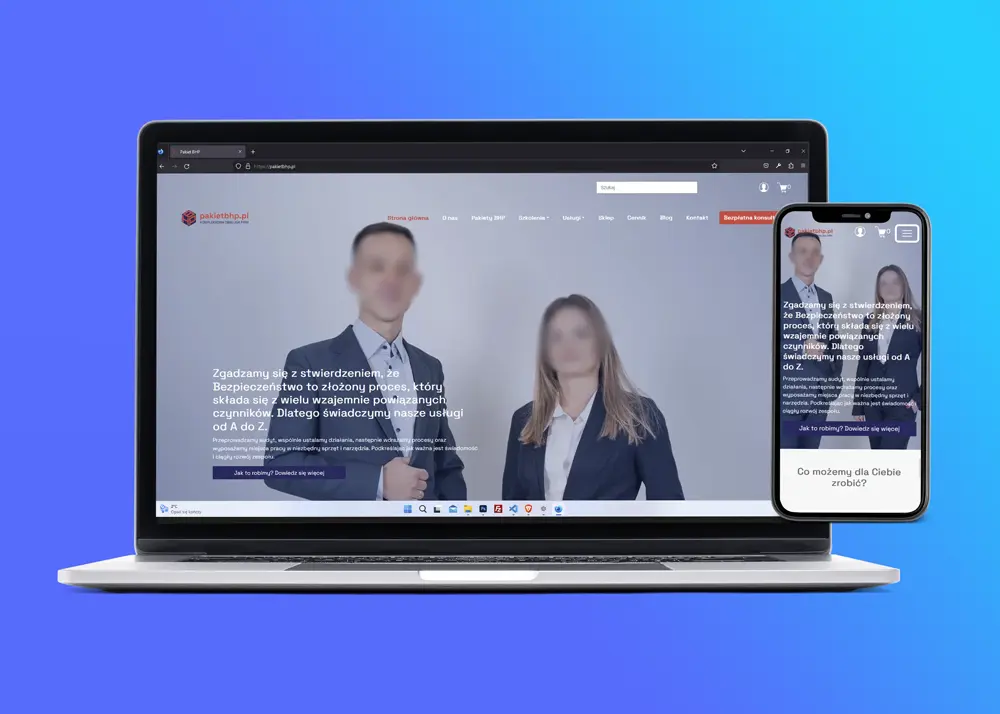 Pakiet BHP
https://pakietbhp.pl
Szukaj
0
pakietbhp.pl
Strona główna
O nas
Pakiety BHP
Szkolenia
Usługi
Sklep
Cennik
Blog
Kontakt
Bezpłatna konsult
Zgadzamy się z stwierdzeniem, że
Bezpieczeństwo to złożony proces, który
składa się z wielu wzajemnie powiązanych
czynników. Dlatego świadczymy nasze usługi
od A do Z.
Przeprowadzamy audyt, wspólnie ustalamy działania, następnie wdrażamy procesy oraz
wyposażamy miejsca pracy w niezbędny sprzęt i narzędzia. Podkreślając jak ważna jest świadomość
i ciągły rozwój zespołu.
Jak to robimy? Dowiedz się więcej
2°C
pakietbhp.pl
0
Zgadzamy się z stwierdzeniem,
że Bezpieczeństwo to złożony
proces, który składa się z wielu
wzajemnie powiązanych
czynników. Dlatego
świadczymy nasze usługi od A
do Z.
Przeprowadzamy audyt, wspólnie ustalamy
działania, następnie wdrażamy procesy oraz
wyposażamy miejsca pracy w niezbędny sprzęt i
narzędzia. Podkreślając jak ważna jest świadomość i
ciągły rozwój zespołu.
Jak to robimy? Dowiedz się więcej
Co możemy dla Ciebie
zrobić?